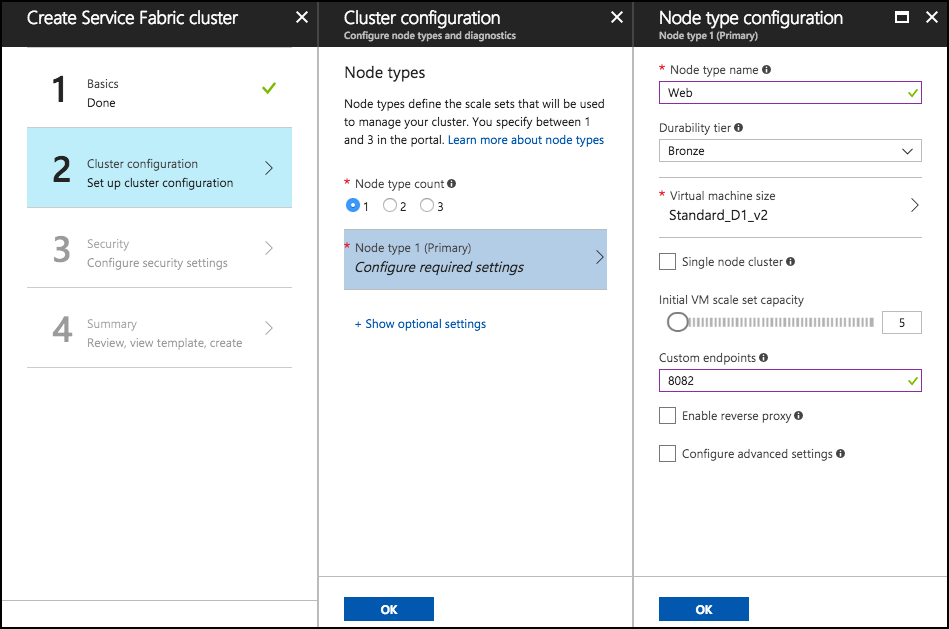 Create Service Fabric cluster
1
Basics
Done
2
Cluster configuration
Set up cluster configuration
3
Security
Configure security settings
4
Summary
Review, view template, create
Cluster configuration
Configure node types and diagnostics
Node types
Node types define the scale sets that will be used
to manage your cluster. You specify between 1
and 3 in the portal. Learn more about node types
* Node type count
1 2 3
* Node type 1 (Primary)
Configure required settings
+ Show optional settings
OK
Node type configuration
Node type 1 (Primary)
* Node type name
Web
Durability tier
Bronze
* Virtual machine size
Standard_D1_v2
Single node cluster
Initial VM scale set capacity
5
Custom endpoints
8082
Enable reverse proxy
Configure advanced settings
OK